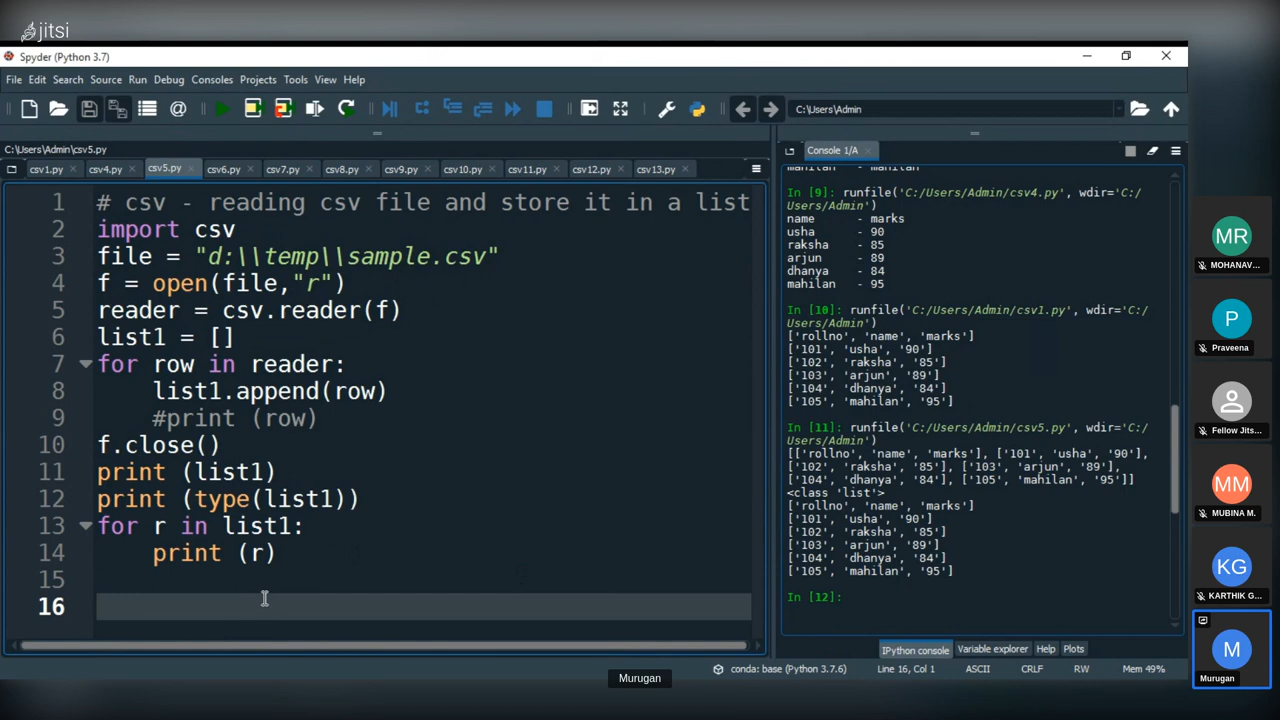 jitsi
Spyder (Python 3.7)
File Edit Search Source Run Debug Consoles Projects Tools View Help
C:\Users\Admin
C:\Users\Admin\csv5.py
csv1.py csv4.py csv5.py csv6.py csv7.py csv8.py csv9.py csv10.py csv11.py csv12.py csv13.py
1 # csv - reading csv file and store it in a list
2 import csv
3 file = "d:\\temp\\sample.csv"
4 f = open(file,"r")
5 reader = csv.reader(f)
6 list1 = []
7 for row in reader:
8 list1.append(row)
9 #print (row)
10 f.close()
11 print (list1)
12 print (type(list1))
13 for r in list1:
14 print (r)
15
16
Console 1/A
mahilan - 95
In [9]: runfile('C:/Users/Admin/csv4.py', wdir='C:/
Users/Admin')
name - marks
usha - 90
raksha - 85
arjun - 89
dhanya - 84
mahilan - 95
In [10]: runfile('C:/Users/Admin/csv1.py', wdir='C:/
Users/Admin')
['rollno', 'name', 'marks']
['101', 'usha', '90']
['102', 'raksha', '85']
['103', 'arjun', '89']
['104', 'dhanya', '84']
['105', 'mahilan', '95']
In [11]: runfile('C:/Users/Admin/csv5.py', wdir='C:/
Users/Admin')
[['rollno', 'name', 'marks'], ['101', 'usha', '90'],
['102', 'raksha', '85'], ['103', 'arjun', '89'],
['104', 'dhanya', '84'], ['105', 'mahilan', '95']]
<class 'list'>
['rollno', 'name', 'marks']
['101', 'usha', '90']
['102', 'raksha', '85']
['103', 'arjun', '89']
['104', 'dhanya', '84']
['105', 'mahilan', '95']
In [12]:
IPython console Variable explorer Help Plots
conda: base (Python 3.7.6) Line 16, Col 1 ASCII CRLF RW Mem 49%
Murugan
MR
MOHANAV...
P
Praveena
Fellow Jits...
MM
MUBINA M.
KG
KARTHIK G...
M
Murugan